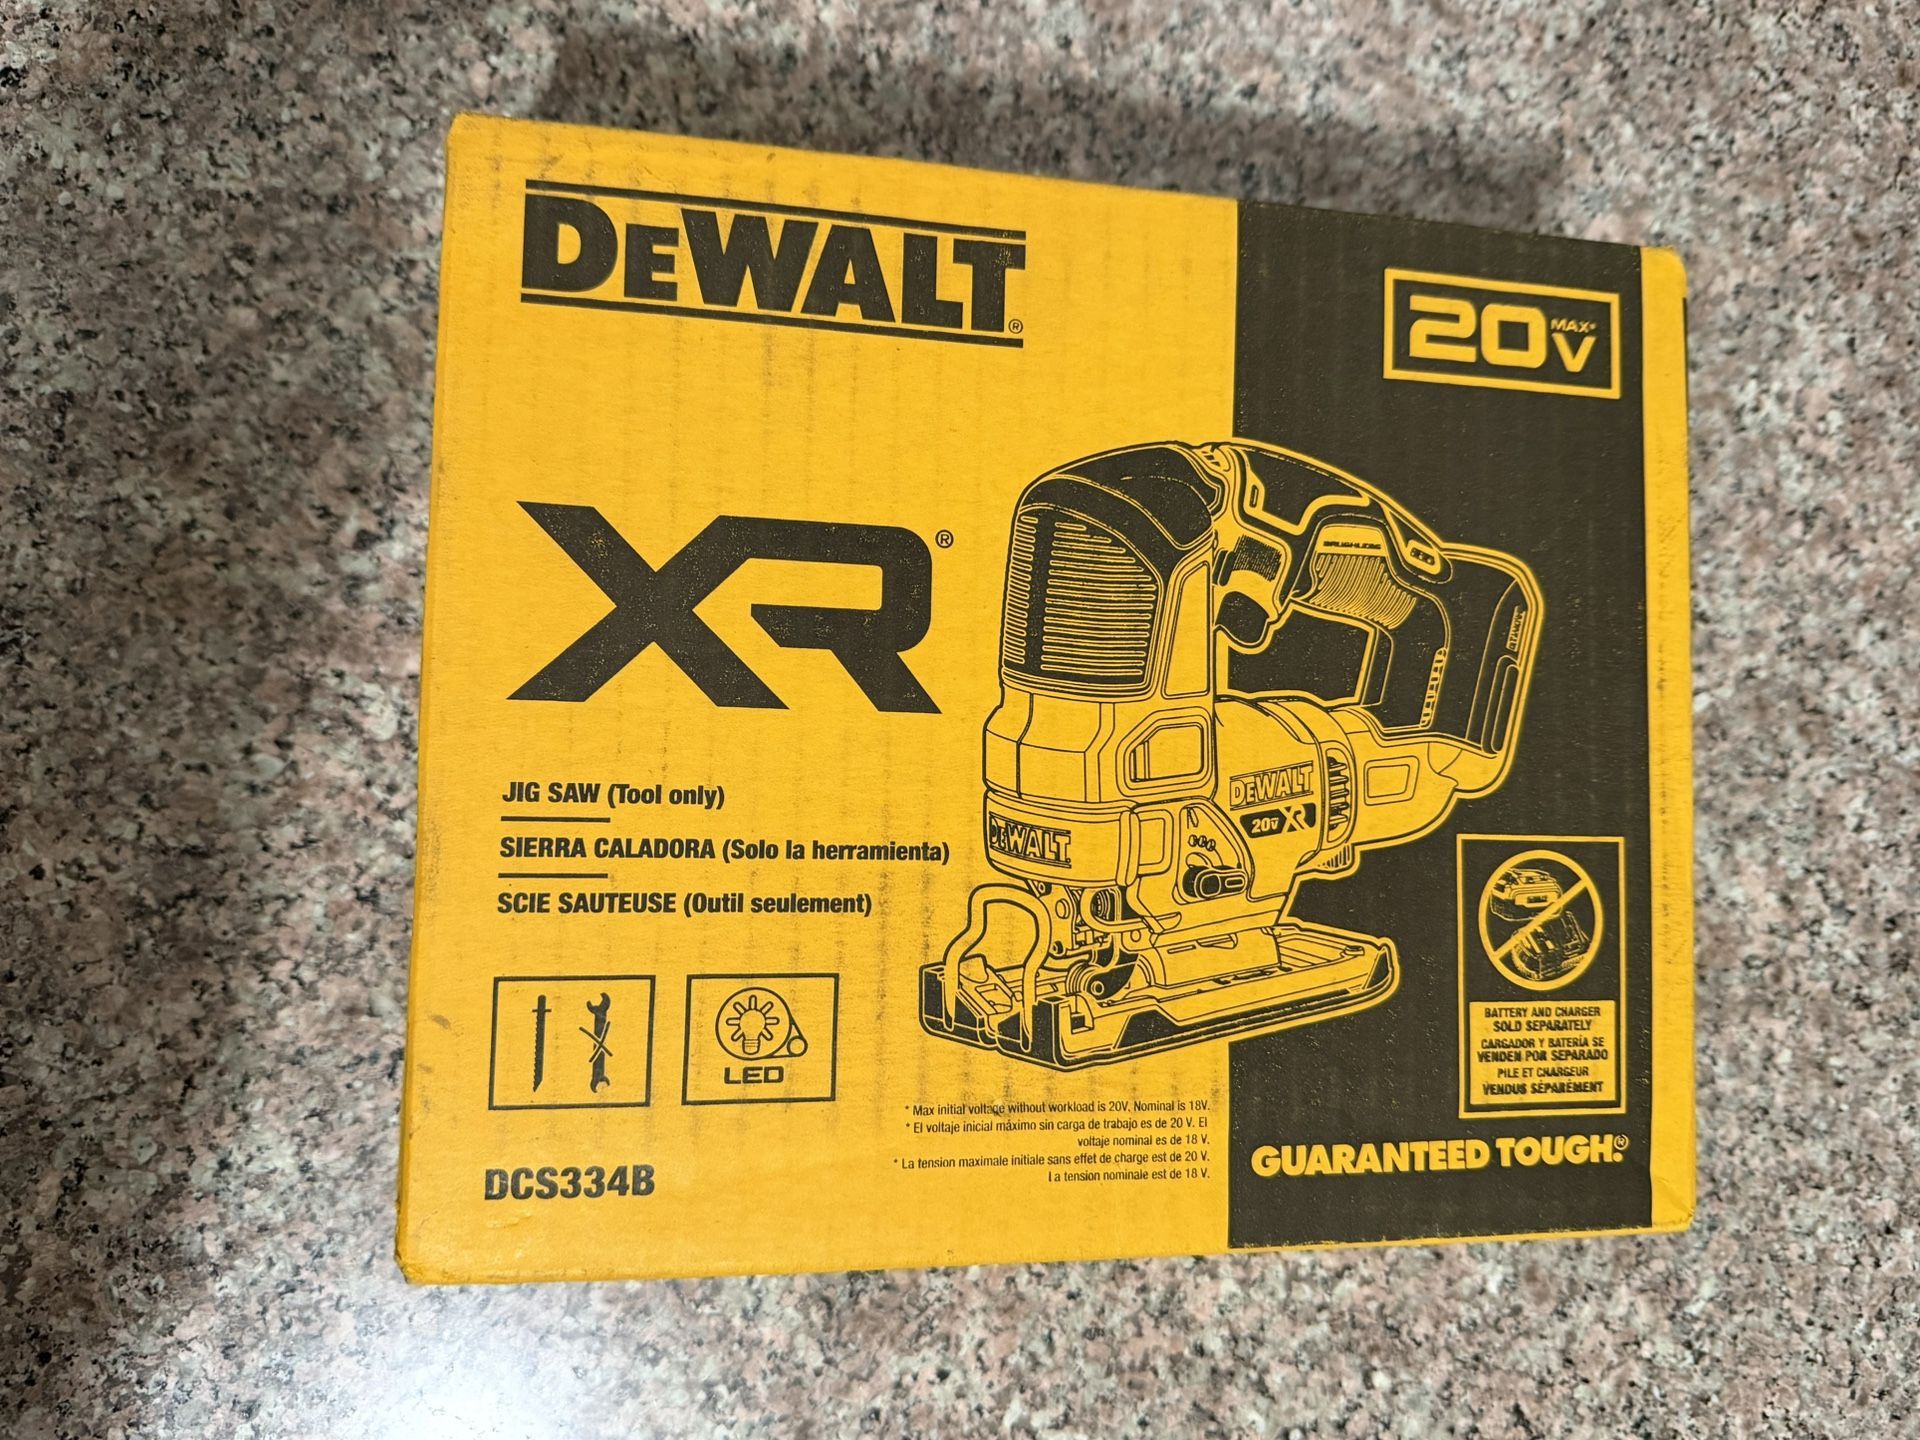 DEWALT®
20V MAX*
XR®
BRUSHLESS
JIG SAW (Tool only)
SIERRA CALADORA (Solo la herramienta)
SCIE SAUTEUSE (Outil seulement)
DEWALT
20V XR
DEWALT
LED
BATTERY AND CHARGER
SOLD SEPARATELY
CARGADOR Y BATERÍA SE
VENDEN POR SEPARADO
PILE ET CHARGEUR
VENDUS SÉPARÉMENT
* Max initial voltage without workload is 20V. Nominal is 18V.
* El voltaje inicial máximo sin carga de trabajo es de 20 V. El
voltaje nominal es de 18 V.
* La tension maximale initiale sans effet de charge est de 20 V.
La tension nominale est de 18 V.
DCS334B
GUARANTEED TOUGH.®